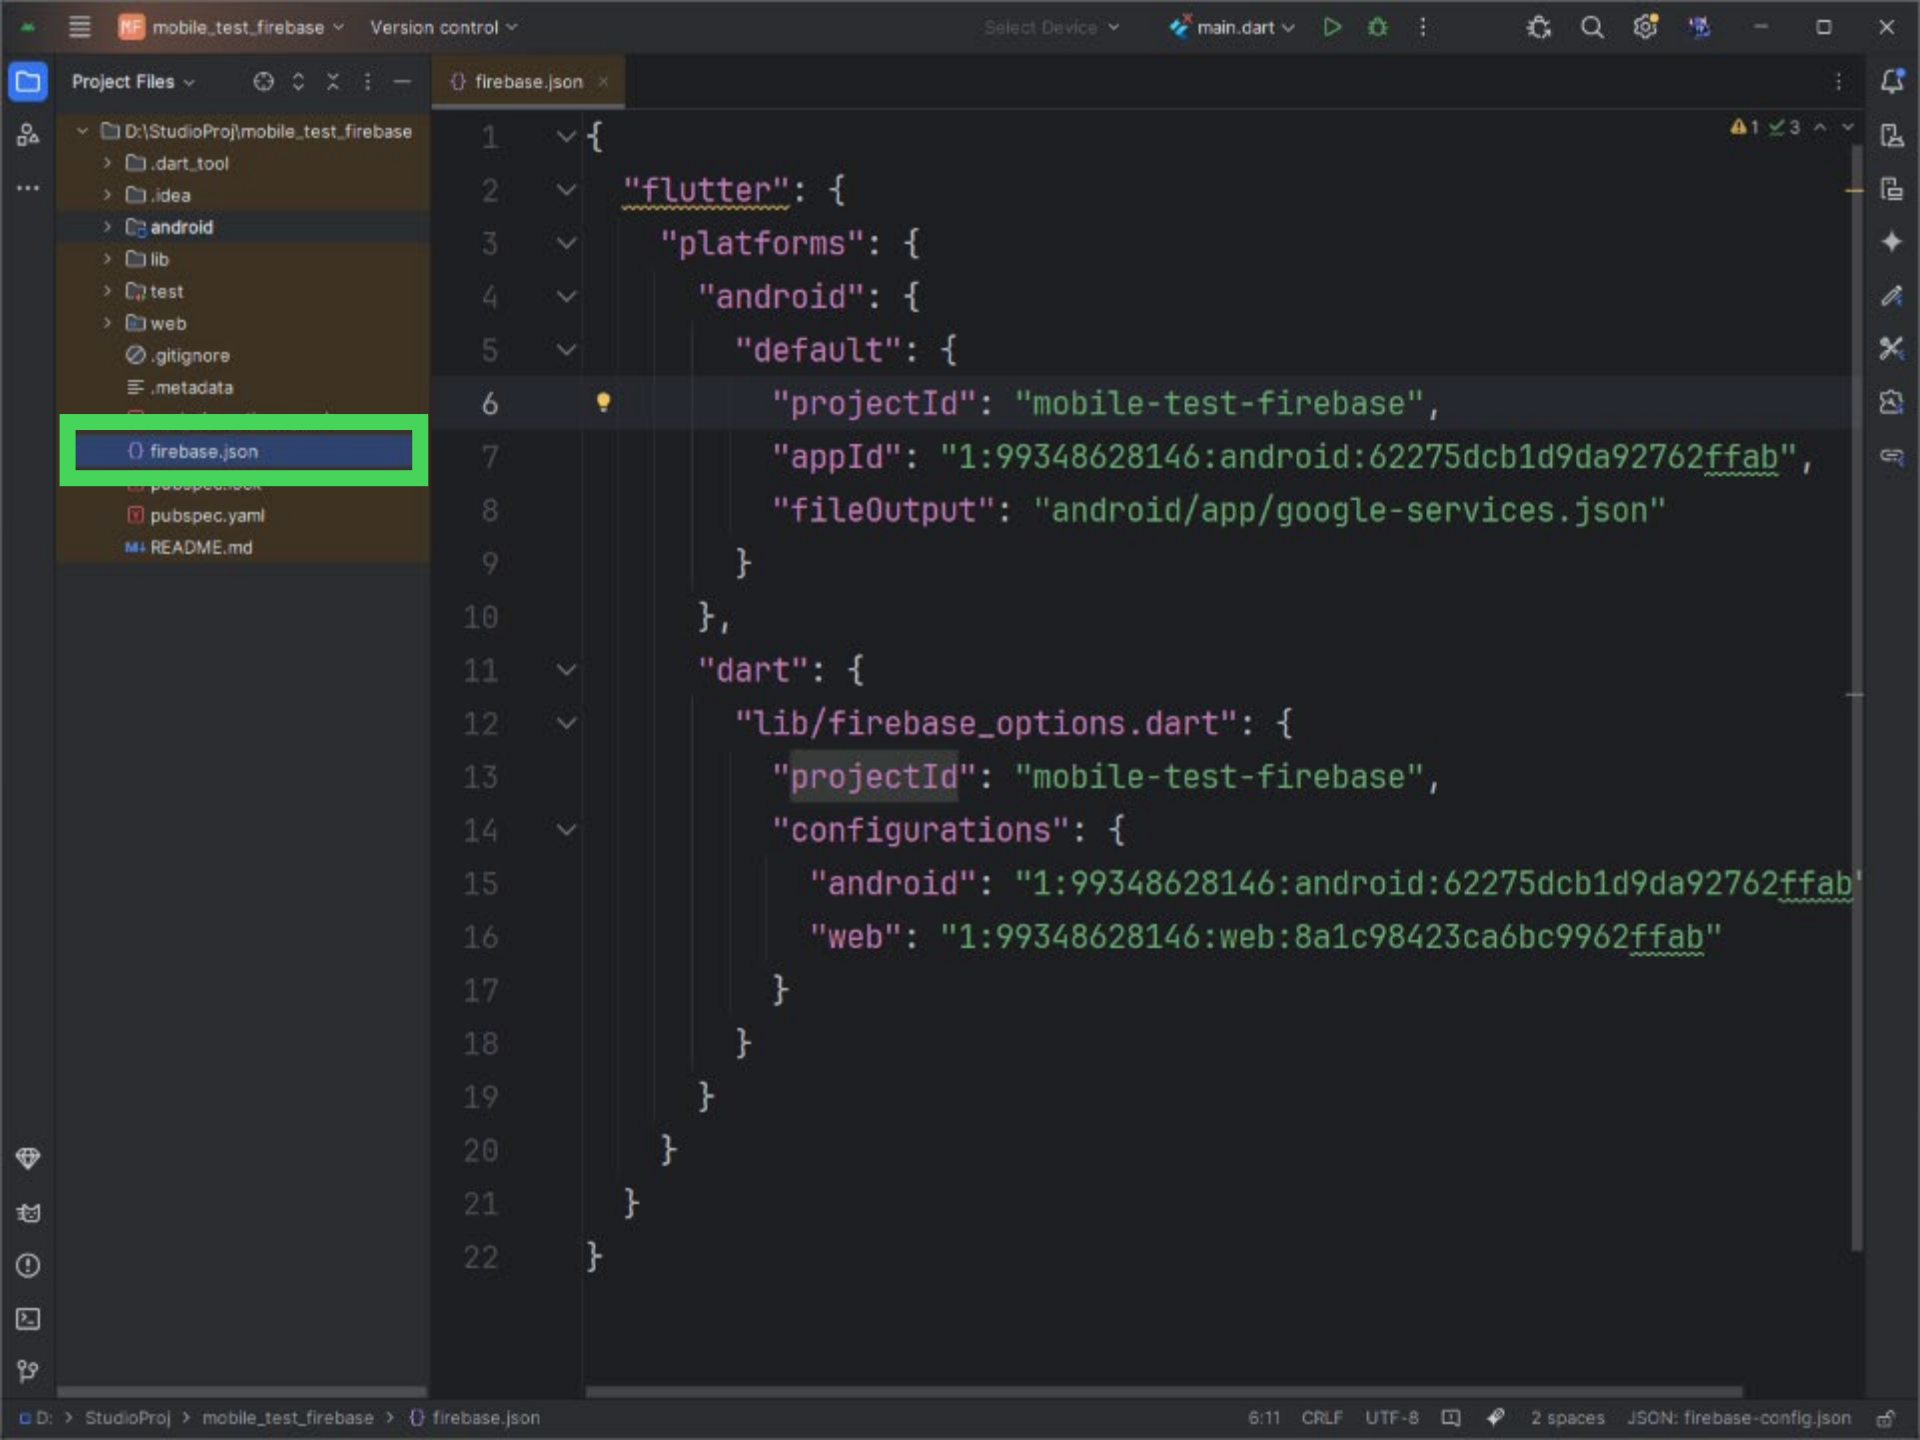 MF mobile_test_firebase Version control Select Device main.dart
Project Files
D:\StudioProj\mobile_test_firebase
.dart_tool
.idea
android
lib
test
web
.gitignore
.metadata
firebase.json
pubspec.lock
pubspec.yaml
M↓ README.md
{} firebase.json
1 3
1 {
2 "flutter": {
3 "platforms": {
4 "android": {
5 "default": {
6 "projectId": "mobile-test-firebase",
7 "appId": "1:99348628146:android:62275dcb1d9da92762ffab",
8 "fileOutput": "android/app/google-services.json"
9 }
10 },
11 "dart": {
12 "lib/firebase_options.dart": {
13 "projectId": "mobile-test-firebase",
14 "configurations": {
15 "android": "1:99348628146:android:62275dcb1d9da92762ffab"
16 "web": "1:99348628146:web:8a1c98423ca6bc9962ffab"
17 }
18 }
19 }
20 }
21 }
22 }
D: > StudioProj > mobile_test_firebase > {} firebase.json 6:11 CRLF UTF-8 2 spaces JSON: firebase-config.json